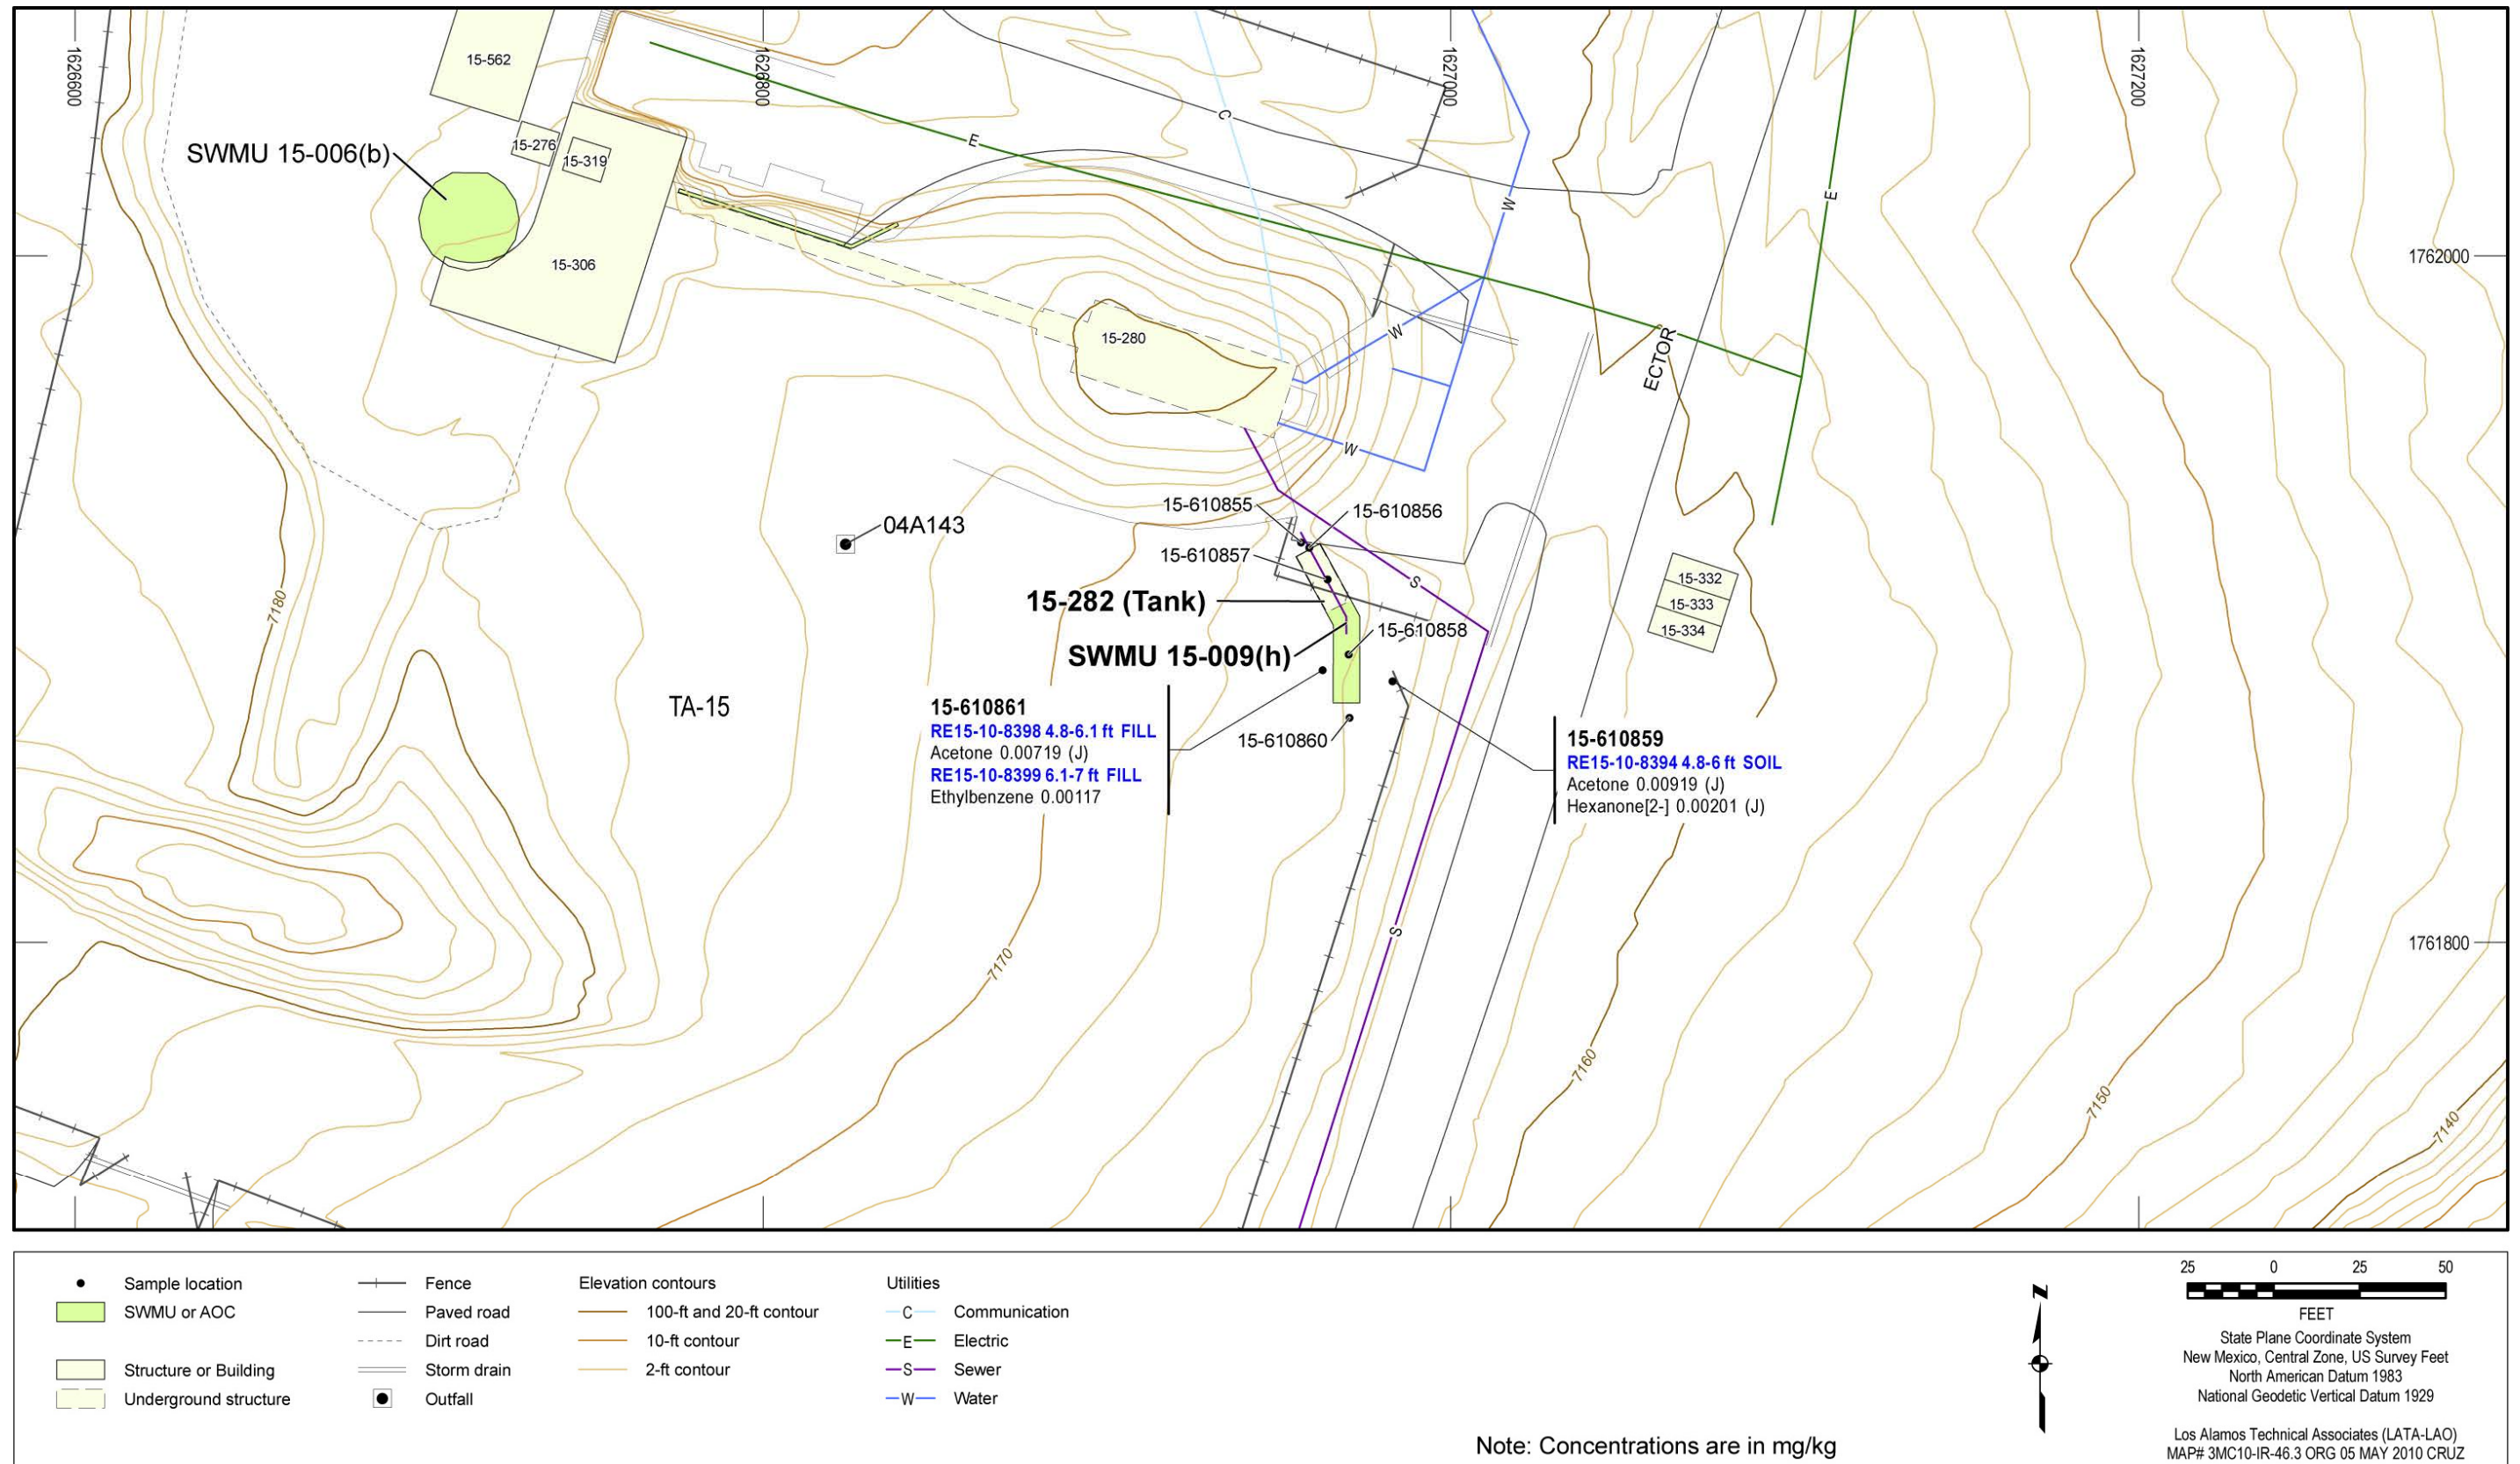 1626600
1626800
1627000
1627200
15-562
C
E
15-276
15-319
SWMU 15-006(b)
E
W
15-306
1762000
W
15-280
ECTOR
W
15-610855
15-610856
04A143
15-610857
S
15-332
15-282 (Tank)
15-333
7180
15-610858
15-334
SWMU 15-009(h)
TA-15
15-610861
RE15-10-8398 4.8-6.1 ft FILL
Acetone 0.00719 (J)
RE15-10-8399 6.1-7 ft FILL
Ethylbenzene 0.00117
15-610860
15-610859
RE15-10-8394 4.8-6 ft SOIL
Acetone 0.00919 (J)
Hexanone[2-] 0.00201 (J)
S
1761800
7170
7160
7150
7140
Sample location
SWMU or AOC
Structure or Building
Underground structure
Fence
Paved road
Dirt road
Storm drain
Outfall
Elevation contours
100-ft and 20-ft contour
10-ft contour
2-ft contour
Utilities
C Communication
E Electric
S Sewer
W Water
Note: Concentrations are in mg/kg
N
25 0 25 50
FEET
State Plane Coordinate System
New Mexico, Central Zone, US Survey Feet
North American Datum 1983
National Geodetic Vertical Datum 1929
Los Alamos Technical Associates (LATA-LAO)
MAP# 3MC10-IR-46.3 ORG 05 MAY 2010 CRUZ